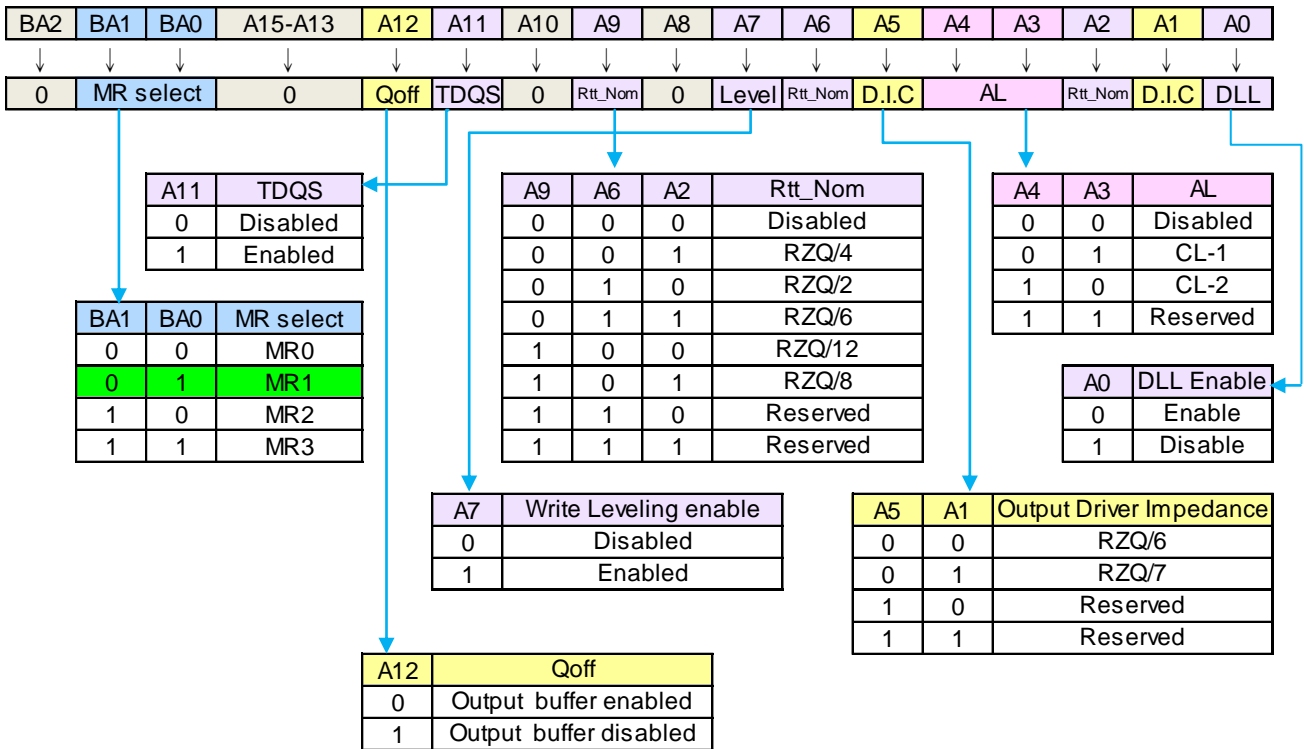 BA2 BA1 BA0 A15-A13 A12 A11 A10 A9 A8 A7 A6 A5 A4 A3 A2 A1 A0
0 MR select 0 Qoff TDQS 0 Rtt_Nom 0 Level Rtt_Nom D.I.C AL Rtt_Nom D.I.C DLL
A11 TDQS
0 Disabled
1 Enabled
A9 A6 A2 Rtt_Nom
0 0 0 Disabled
0 0 1 RZQ/4
0 1 0 RZQ/2
0 1 1 RZQ/6
1 0 0 RZQ/12
1 0 1 RZQ/8
1 1 0 Reserved
1 1 1 Reserved
A4 A3 AL
0 0 Disabled
0 1 CL-1
1 0 CL-2
1 1 Reserved
BA1 BA0 MR select
0 0 MR0
0 1 MR1
1 0 MR2
1 1 MR3
A0 DLL Enable
0 Enable
1 Disable
A7 Write Leveling enable
0 Disabled
1 Enabled
A5 A1 Output Driver Impedance
0 0 RZQ/6
0 1 RZQ/7
1 0 Reserved
1 1 Reserved
A12 Qoff
0 Output buffer enabled
1 Output buffer disabled